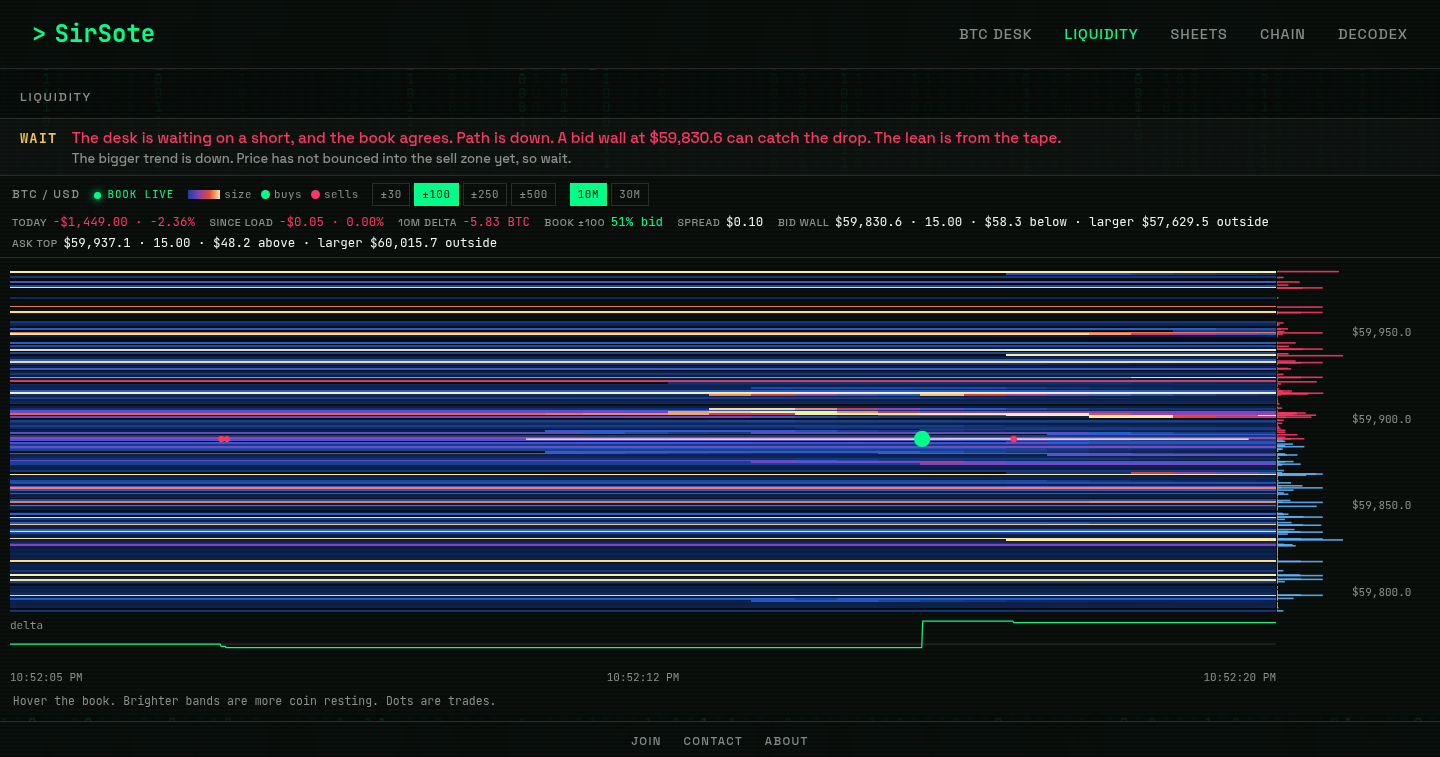 > SirSote
BTC DESK LIQUIDITY SHEETS CHAIN DECODEX
LIQUIDITY
WAIT The desk is waiting on a short, and the book agrees. Path is down. A bid wall at $59,830.6 can catch the drop. The lean is from the tape.
The bigger trend is down. Price has not bounced into the sell zone yet, so wait.
BTC / USD BOOK LIVE size buys sells ±30 ±100 ±250 ±500 10M 30M
TODAY -$1,449.00 · -2.36% SINCE LOAD -$0.05 · 0.00% 10M DELTA -5.83 BTC BOOK ±100 51% bid SPREAD $0.10 BID WALL $59,830.6 · 15.00 · $58.3 below · larger $57,629.5 outside
ASK TOP $59,937.1 · 15.00 · $48.2 above · larger $60,015.7 outside
$59,950.0
$59,900.0
$59,850.0
$59,800.0
delta
10:52:05 PM 10:52:12 PM 10:52:20 PM
Hover the book. Brighter bands are more coin resting. Dots are trades.
JOIN CONTACT ABOUT